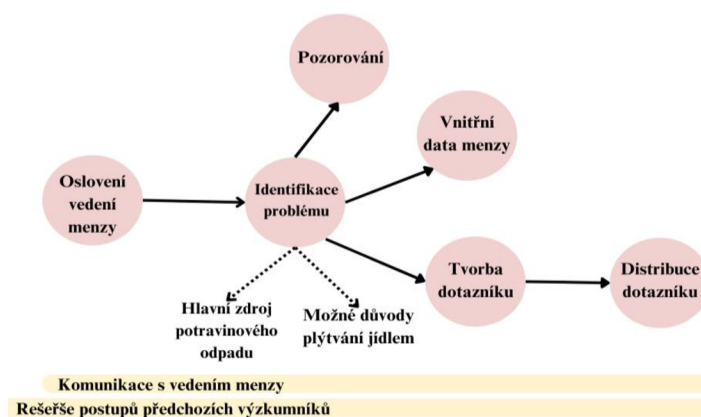 Pozorování
Vnitřní
data menzy
Oslovení
vedení
menzy
Identifikace
problému
Tvorba
dotazníku
Distribuce
dotazníku
Hlavní zdroj
potravinového
odpadu
Možné důvody
plýtvání jídlem
Komunikace s vedením menzy
Rešerše postupů předchozích výzkumníků